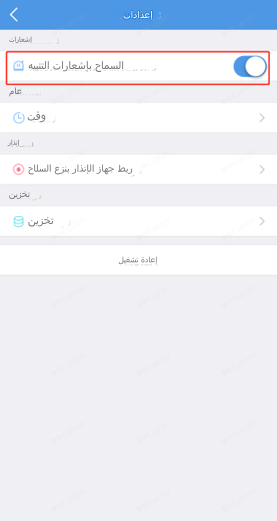 إعدادات
إشعارات
السماح بإشعارات التنبيه
عام
وقت
إنذار
ربط جهاز الإنذار بنزع السلاح
تخزين
تخزين
إعادة تشغيل